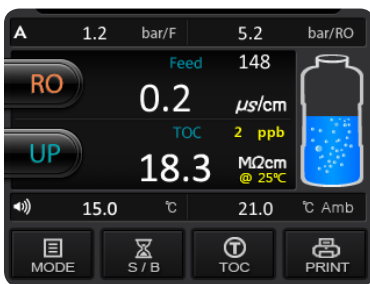 A 1.2 bar/F 5.2 bar/RO
Feed 148
RO 0.2 µs/cm
TOC 2 ppb
UP 18.3 MΩcm
@ 25℃
15.0 ℃ 21.0 ℃ Amb
MODE S / B TOC PRINT